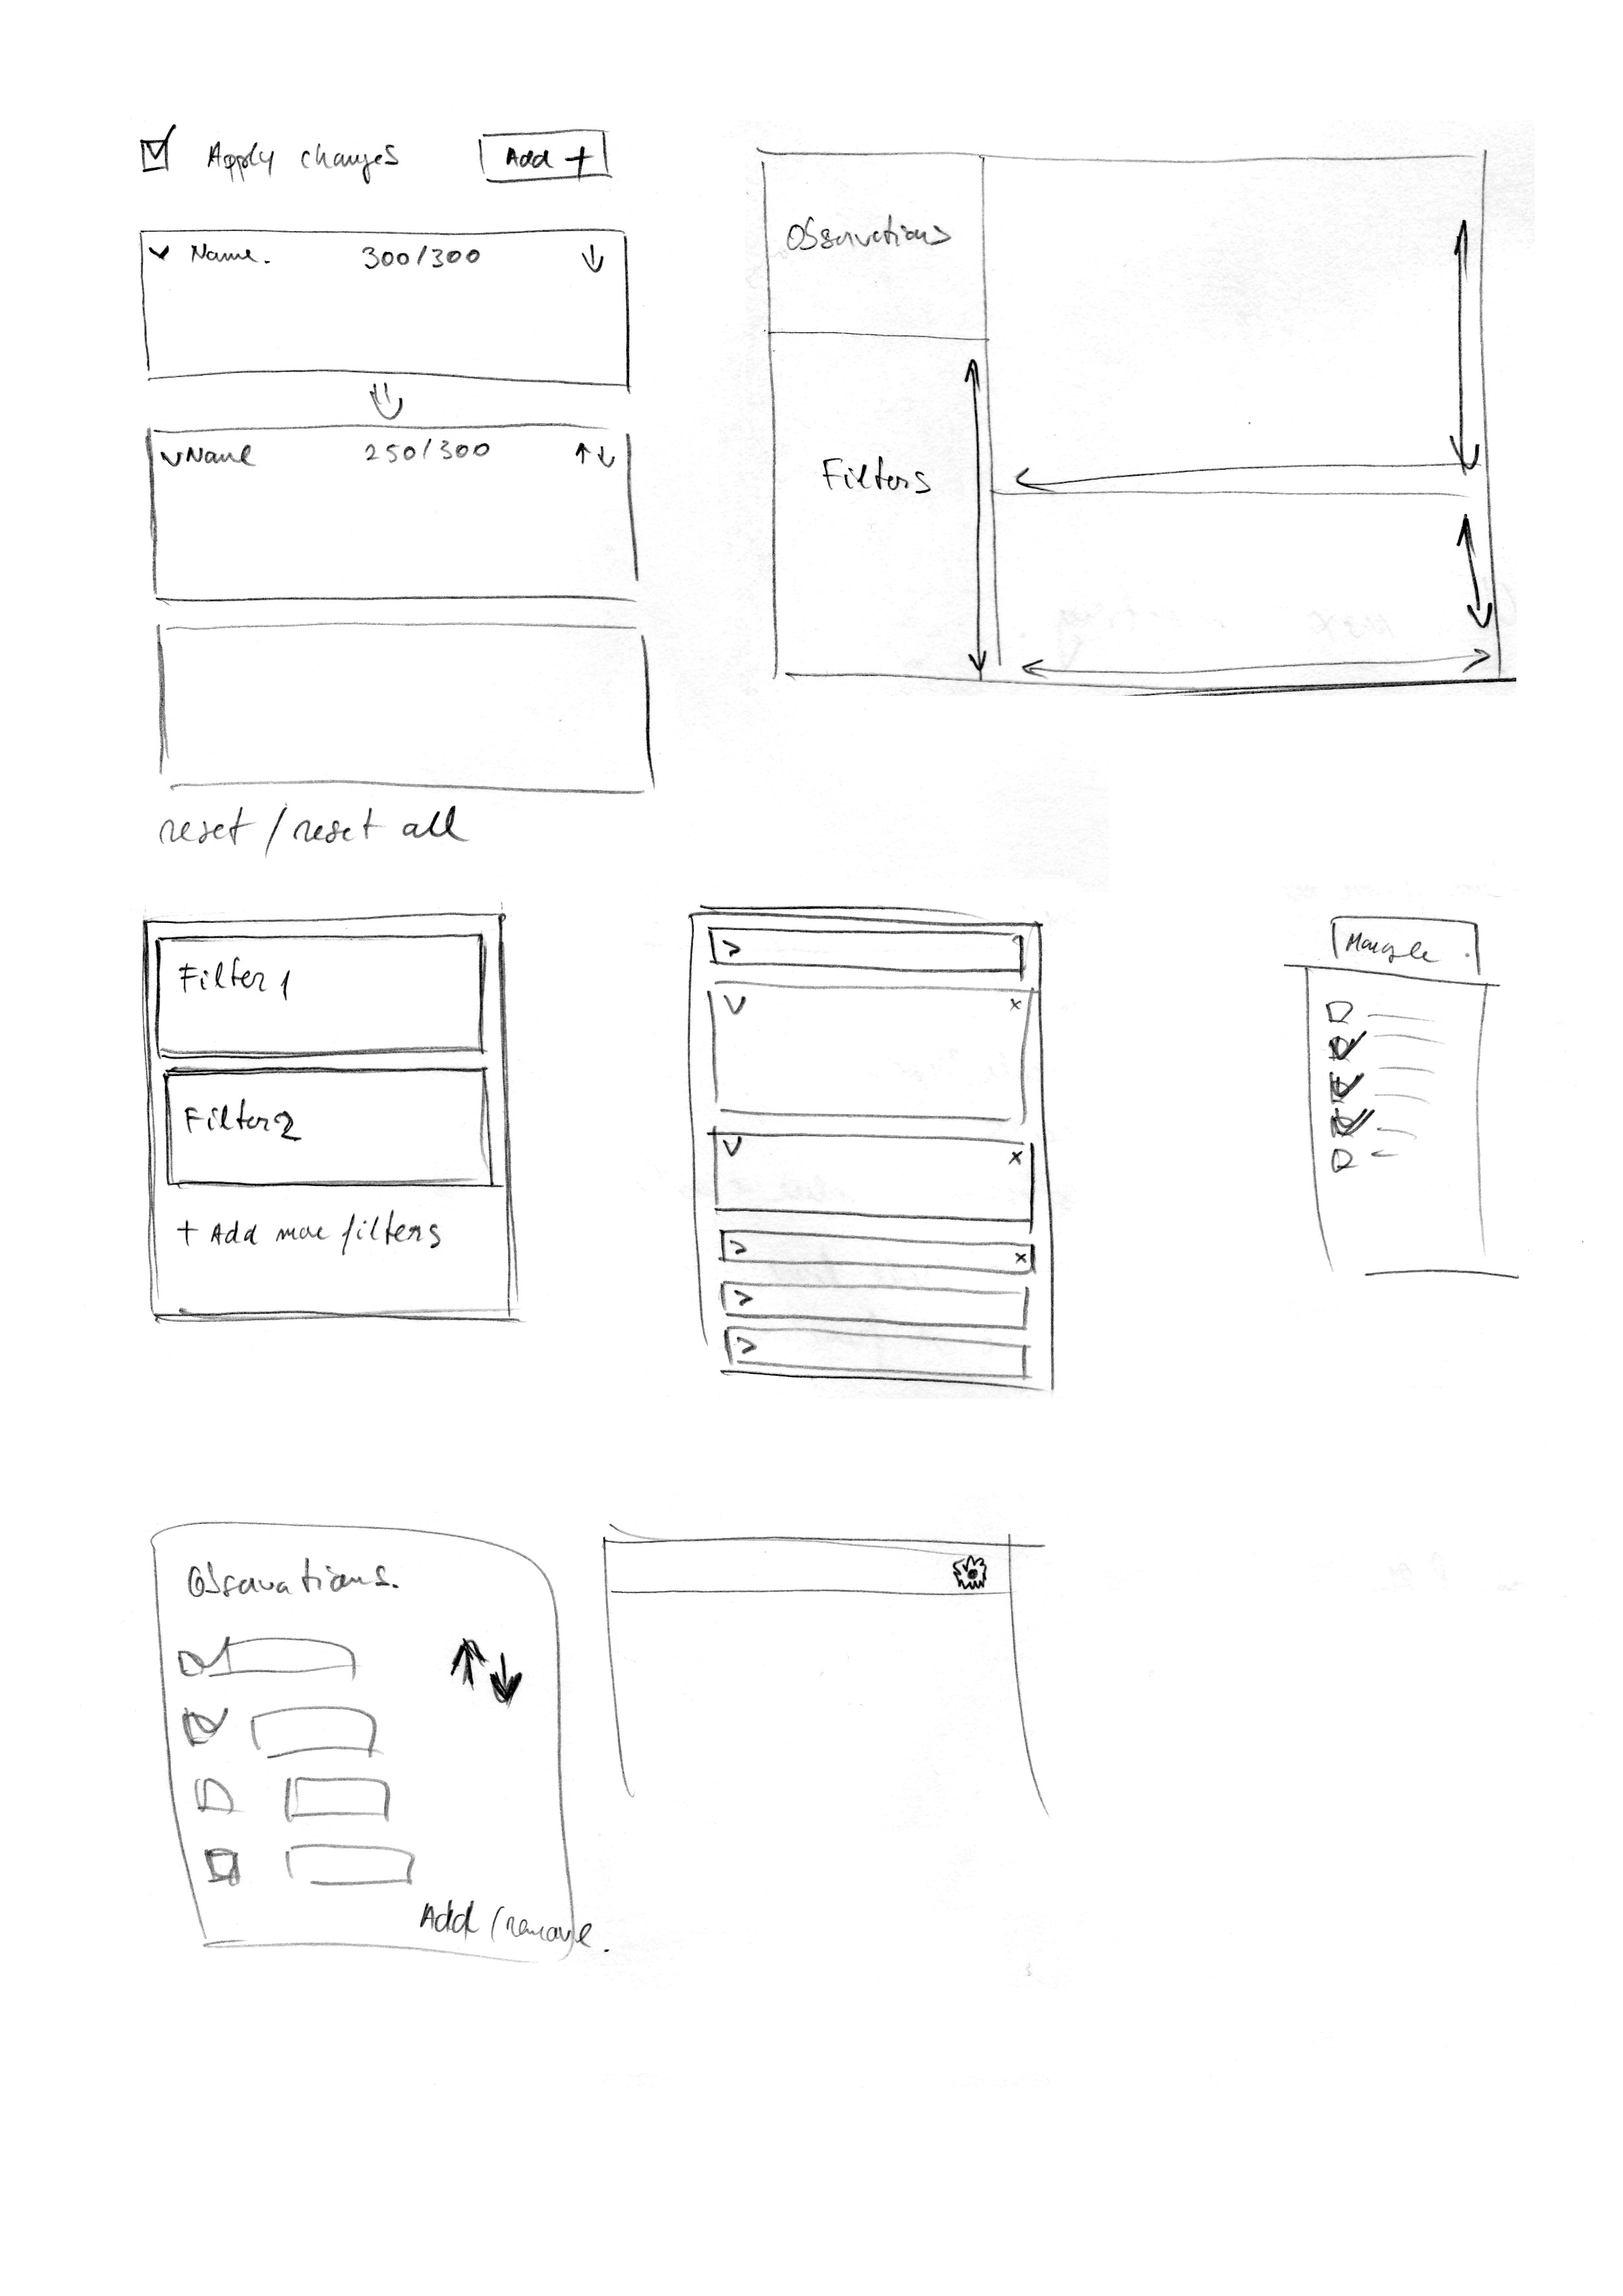 Apply changes
Add +
Name.
300/300
Name
250/300
reset / reset all
Observations
Filters
Filter 1
Filter 2
+ Add more filters
Observations.
Add / remove.